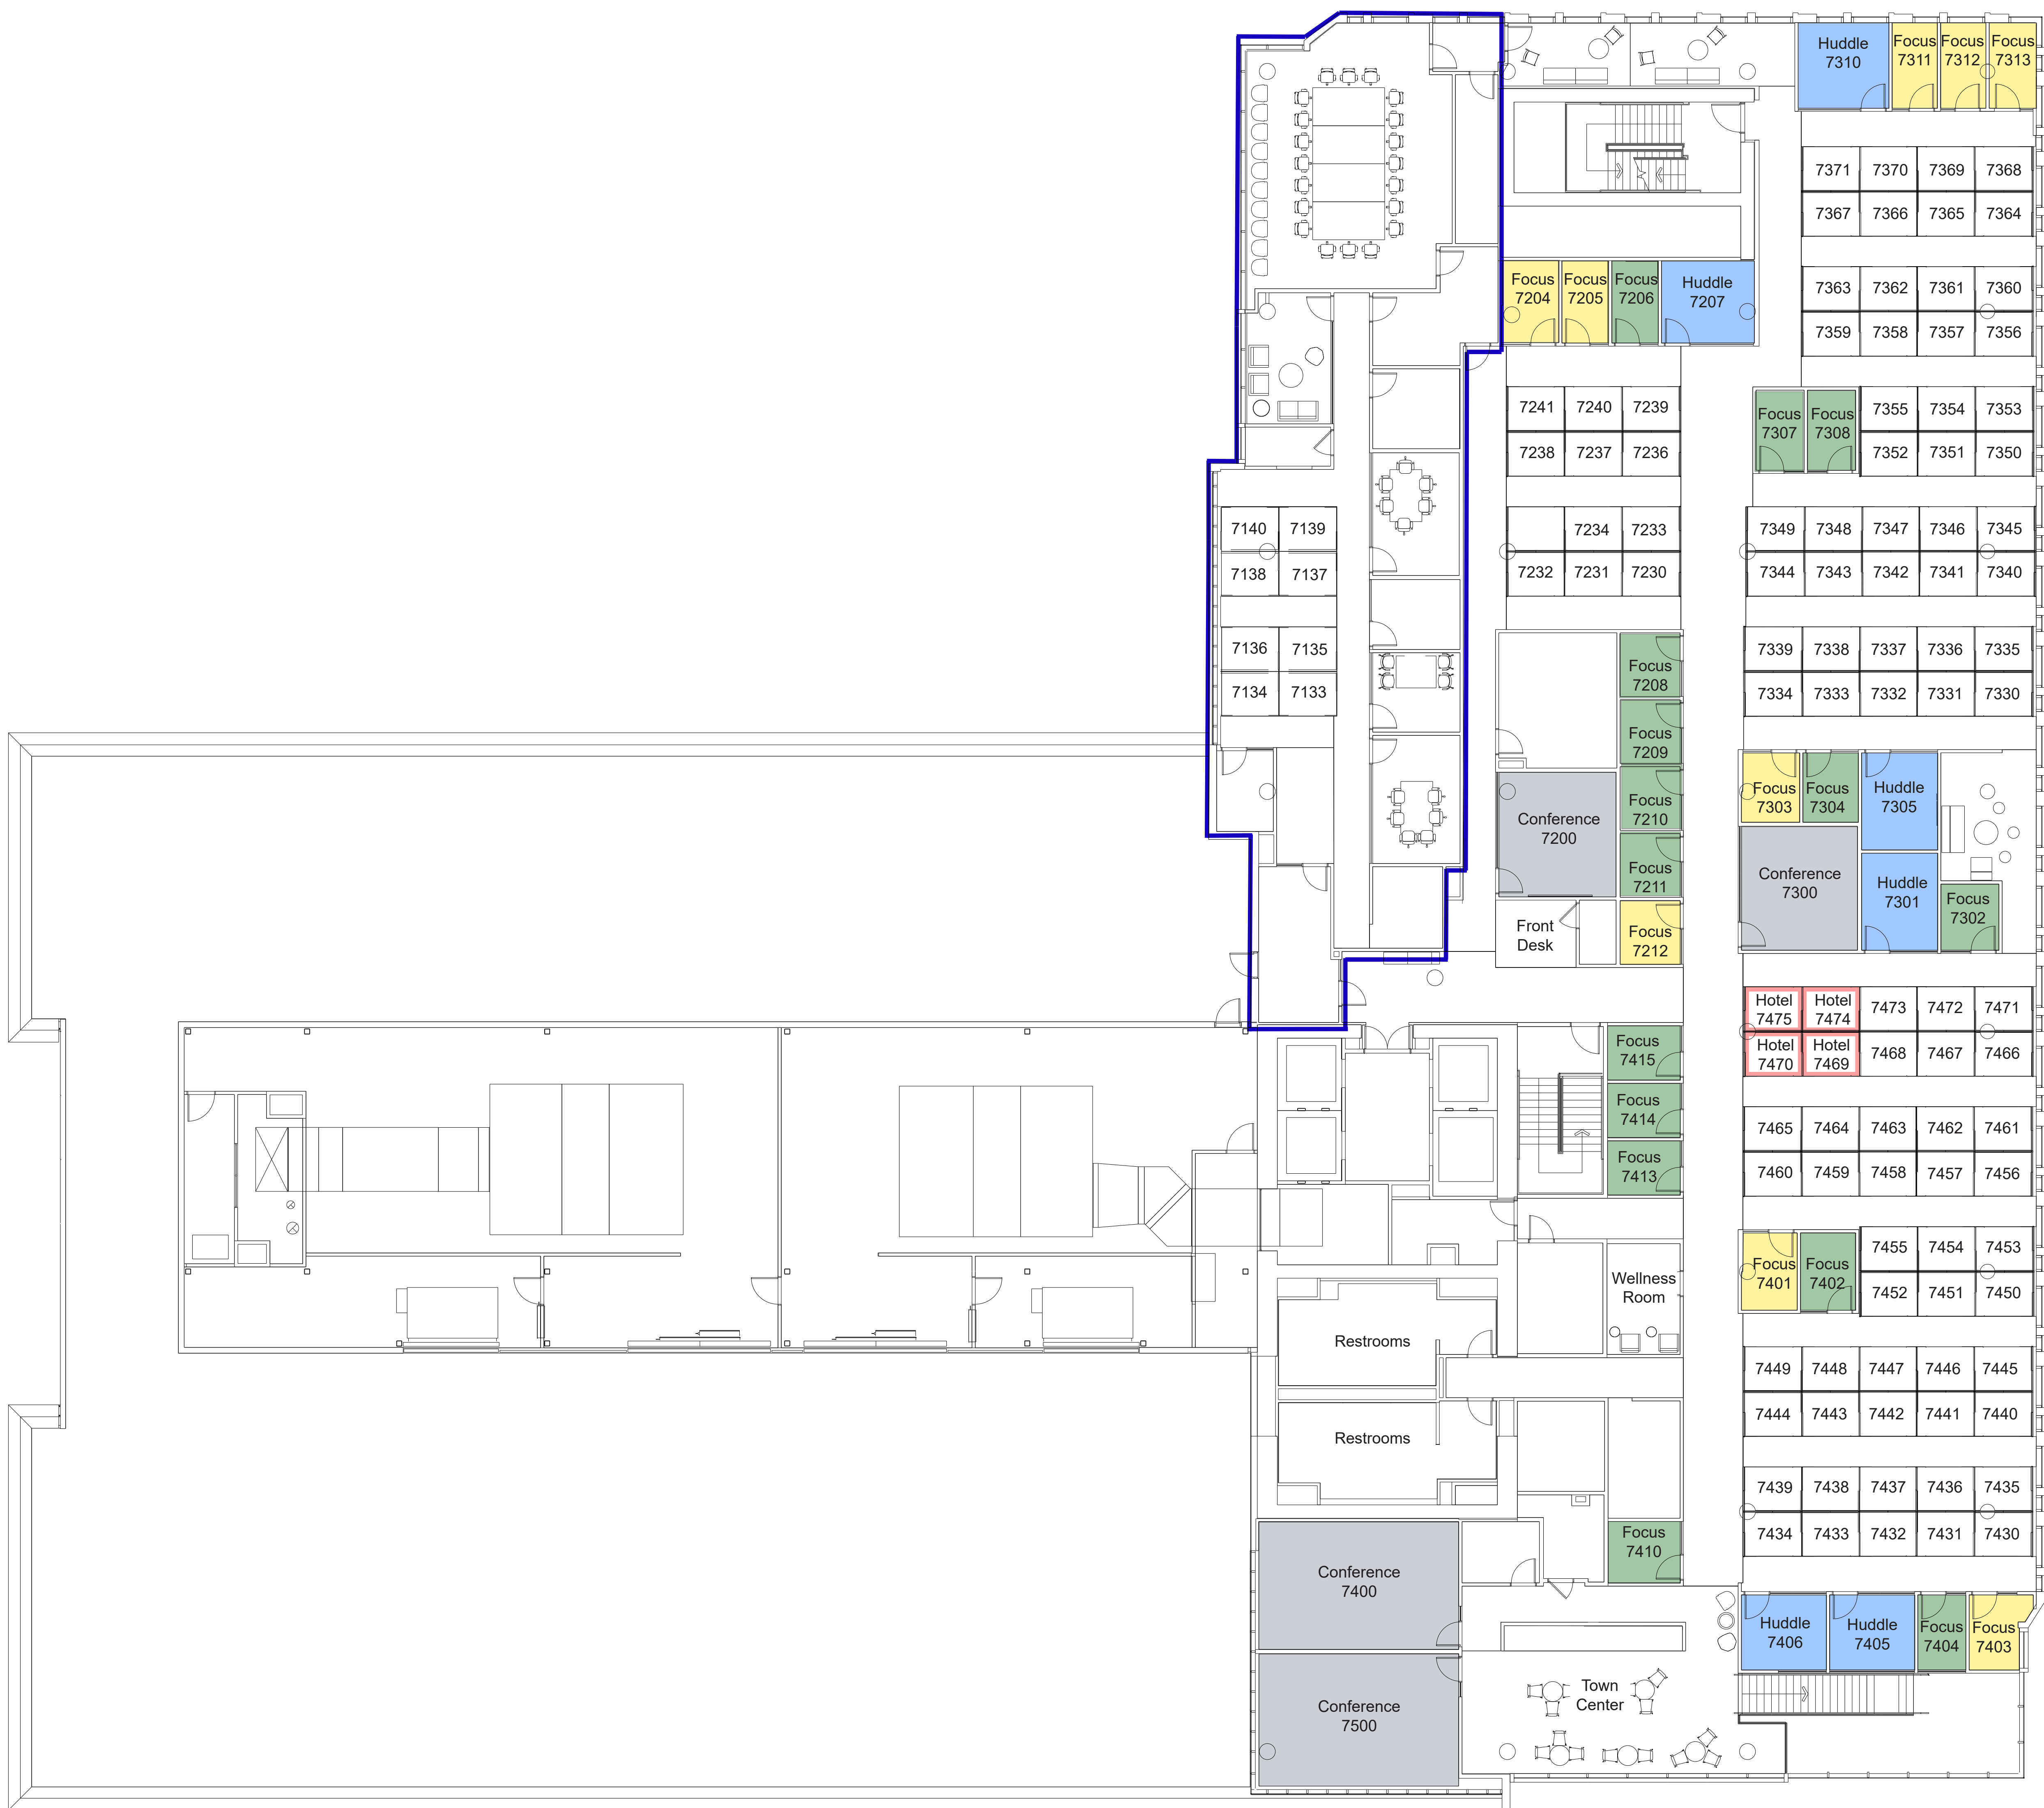 Huddle
7310
Focus
7311
Focus
7312
Focus
7313
7371 7370 7369 7368
7367 7366 7365 7364
Focus
7204
Focus
7205
Focus
7206
Huddle
7207
7363 7362 7361 7360
7359 7358 7357 7356
7241 7240 7239
7238 7237 7236
Focus
7307
Focus
7308
7355 7354 7353
7352 7351 7350
7140 7139
7138 7137
7234 7233
7232 7231 7230
7349 7348 7347 7346 7345
7344 7343 7342 7341 7340
7136 7135
7134 7133
Focus
7208
7339 7338 7337 7336 7335
7334 7333 7332 7331 7330
Focus
7209
Focus
7210
Focus
7211
Conference
7200
Front
Desk
Focus
7212
Focus
7303
Focus
7304
Huddle
7305
Conference
7300
Huddle
7301
Focus
7302
Hotel
7475
Hotel
7474
7473 7472 7471
Hotel
7470
Hotel
7469
7468 7467 7466
Focus
7415
Focus
7414
Focus
7413
7465 7464 7463 7462 7461
7460 7459 7458 7457 7456
Focus
7401
Focus
7402
7455 7454 7453
7452 7451 7450
Wellness
Room
Restrooms
Restrooms
7449 7448 7447 7446 7445
7444 7443 7442 7441 7440
7439 7438 7437 7436 7435
7434 7433 7432 7431 7430
Focus
7410
Conference
7400
Conference
7500
Huddle
7406
Huddle
7405
Focus
7404
Focus
7403
Town
Center